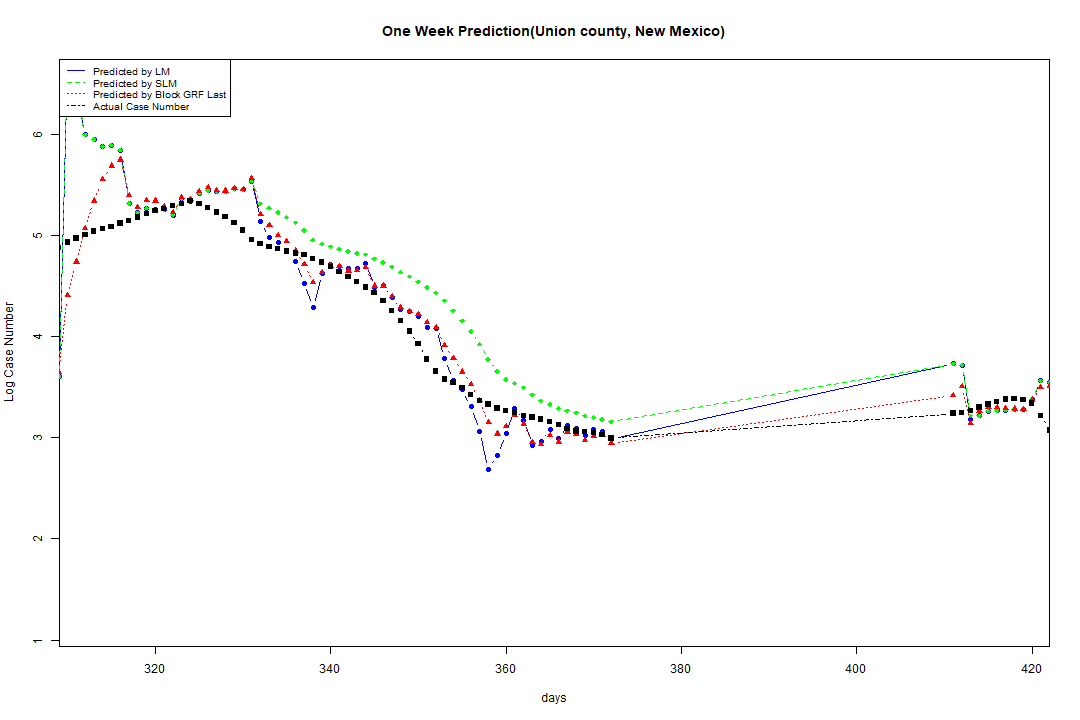 One Week Prediction(Union county, New Mexico)
Predicted by LM
Predicted by SLM
Predicted by Block GRF Last
Actual Case Number
Log Case Number
6
5
4
3
2
1
320 340 360 380 400 420
days